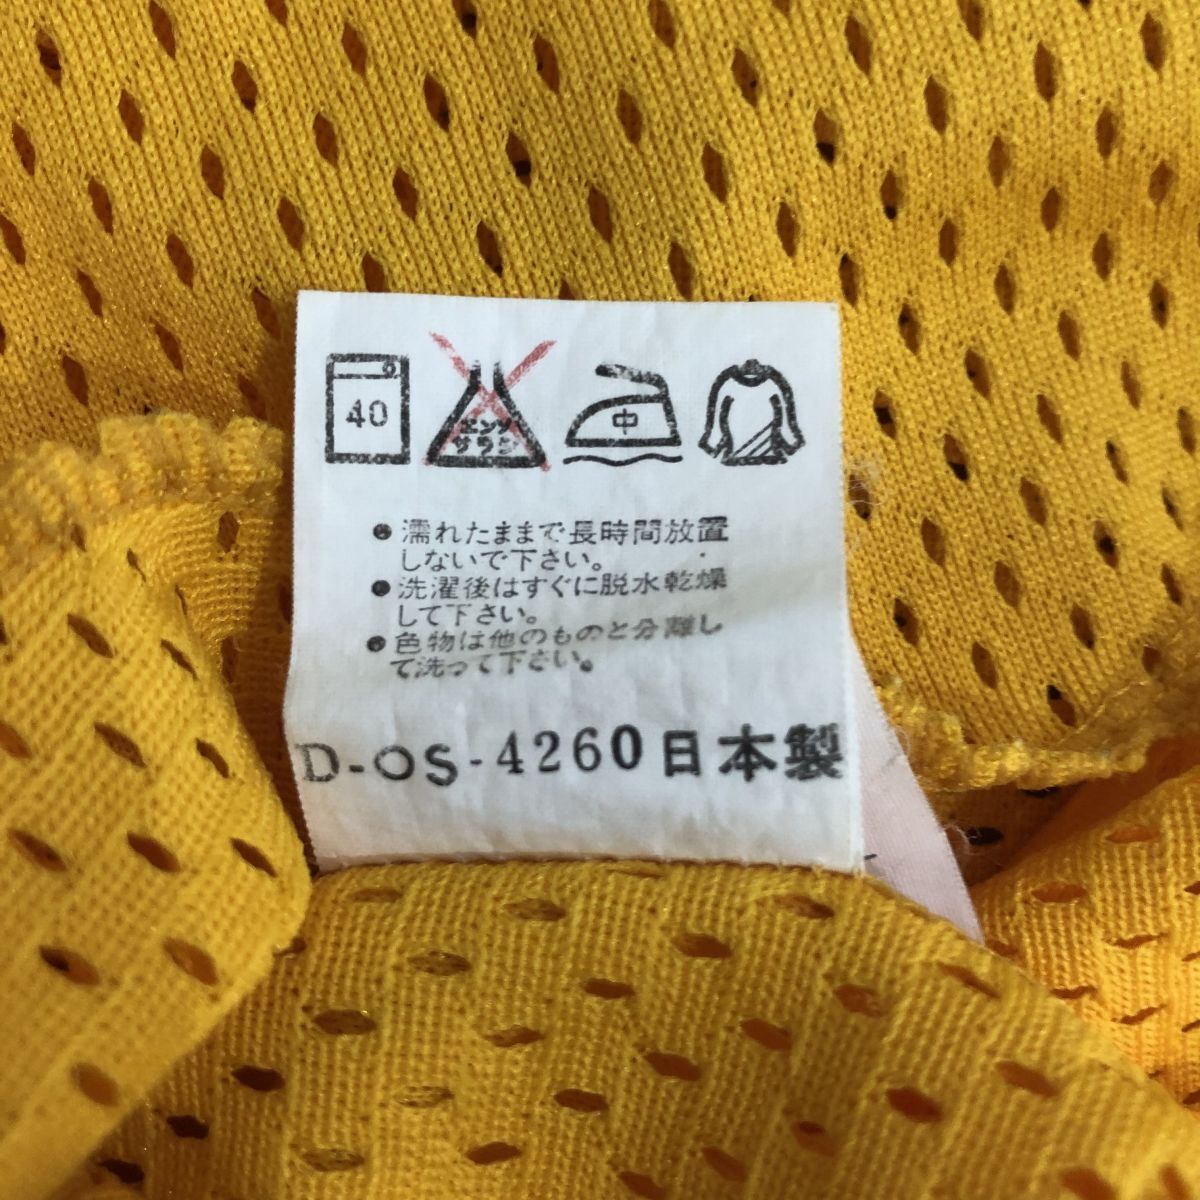 40
エンソ
サラシ
中
●濡れたままで長時間放置
しないで下さい。
●洗濯後はすぐに脱水乾燥
して下さい。
●色物は他のものと分離し
て洗って下さい。
D-OS-4260日本製